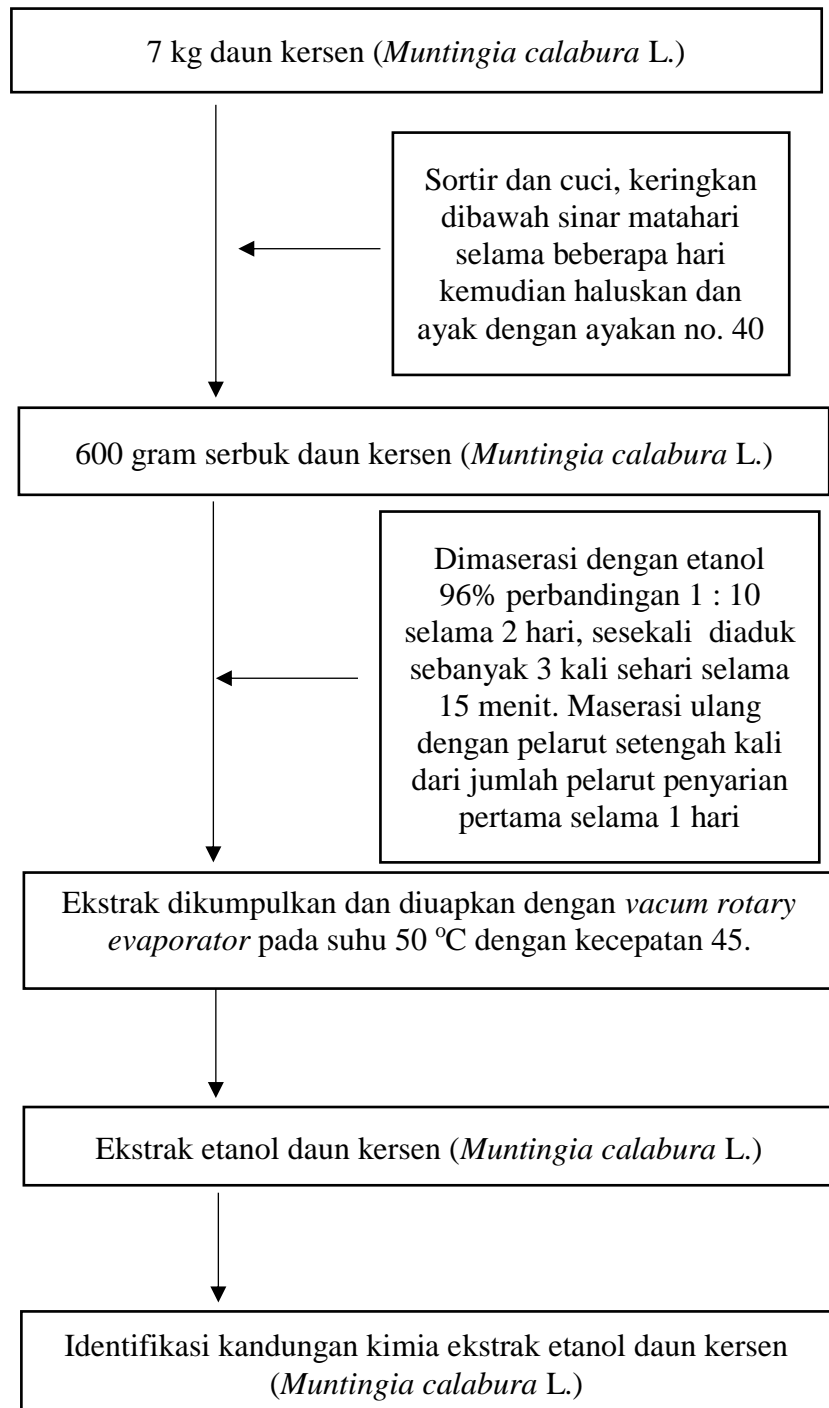 7 kg daun kersen (Muntingia calabura L.)
Sortir dan cuci, keringkan
dibawah sinar matahari
selama beberapa hari
kemudian haluskan dan
ayak dengan ayakan no. 40
600 gram serbuk daun kersen (Muntingia calabura L.)
Dimaserasi dengan etanol
96% perbandingan 1 : 10
selama 2 hari, sesekali diaduk
sebanyak 3 kali sehari selama
15 menit. Maserasi ulang
dengan pelarut setengah kali
dari jumlah pelarut penyarian
pertama selama 1 hari
Ekstrak dikumpulkan dan diuapkan dengan vacum rotary
evaporator pada suhu 50 ºC dengan kecepatan 45.
Ekstrak etanol daun kersen (Muntingia calabura L.)
Identifikasi kandungan kimia ekstrak etanol daun kersen
(Muntingia calabura L.)